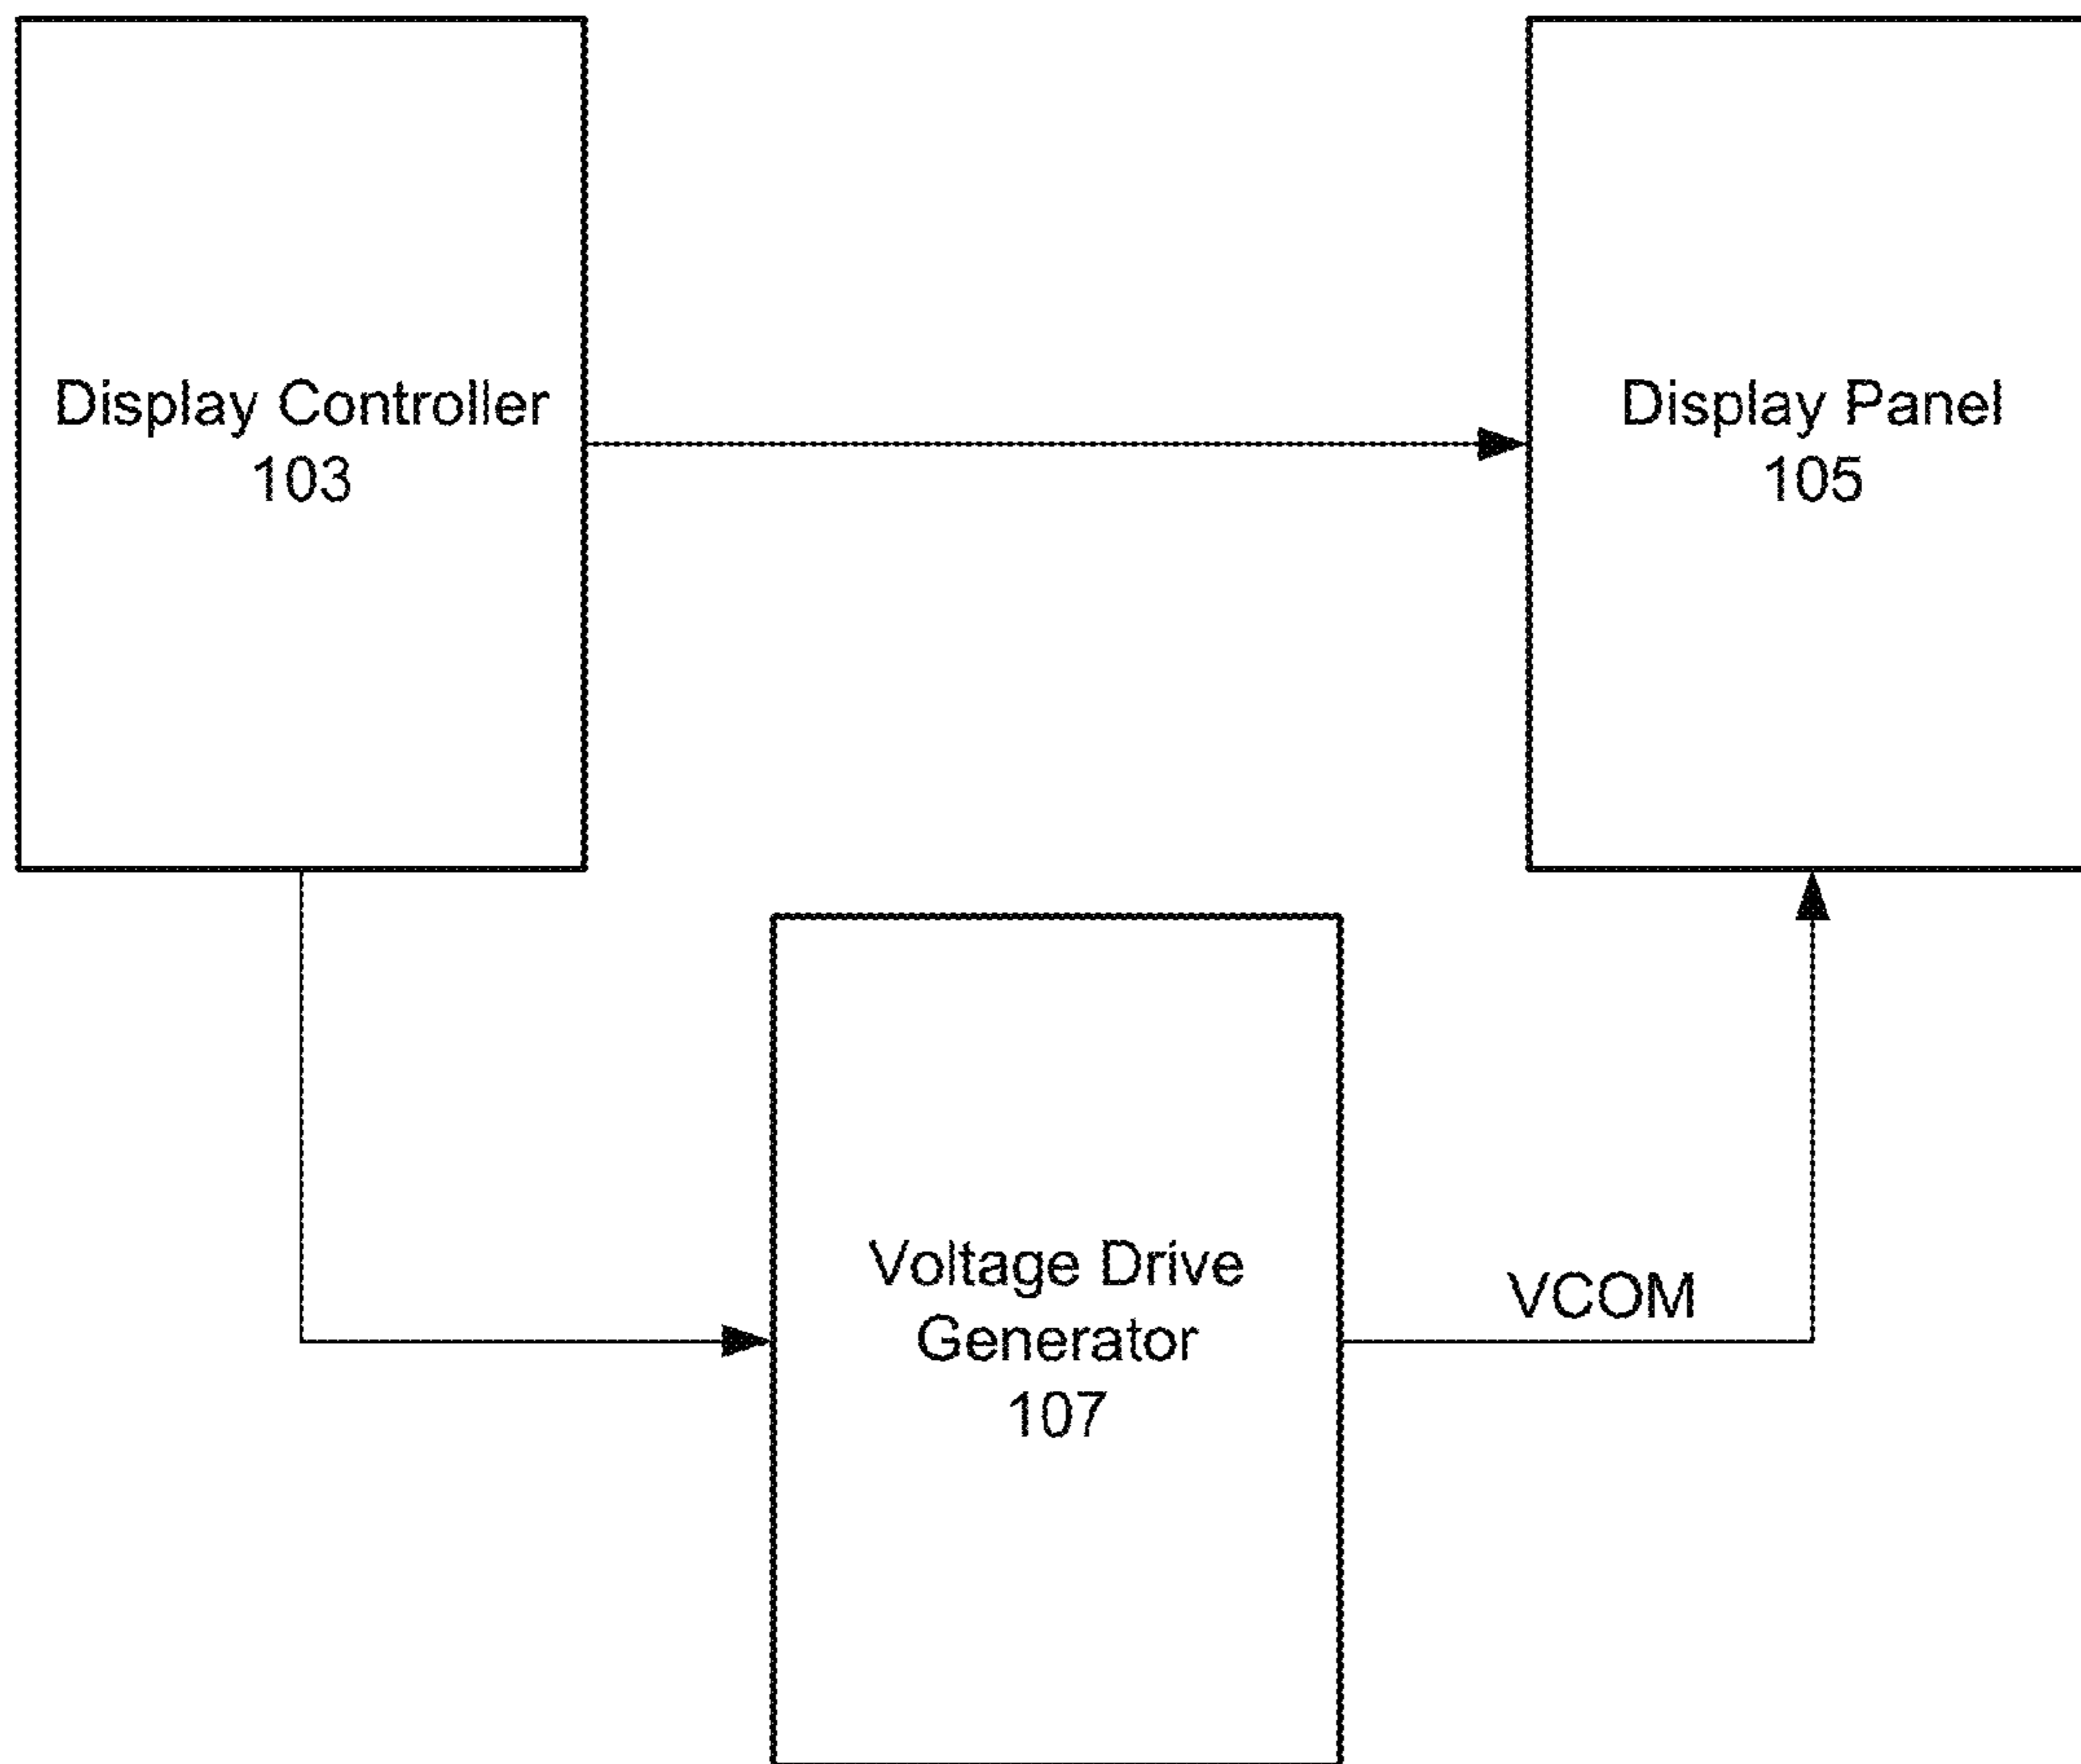 Display Controller
103
Display Panel
105
Voltage Drive
Generator
107
VCOM